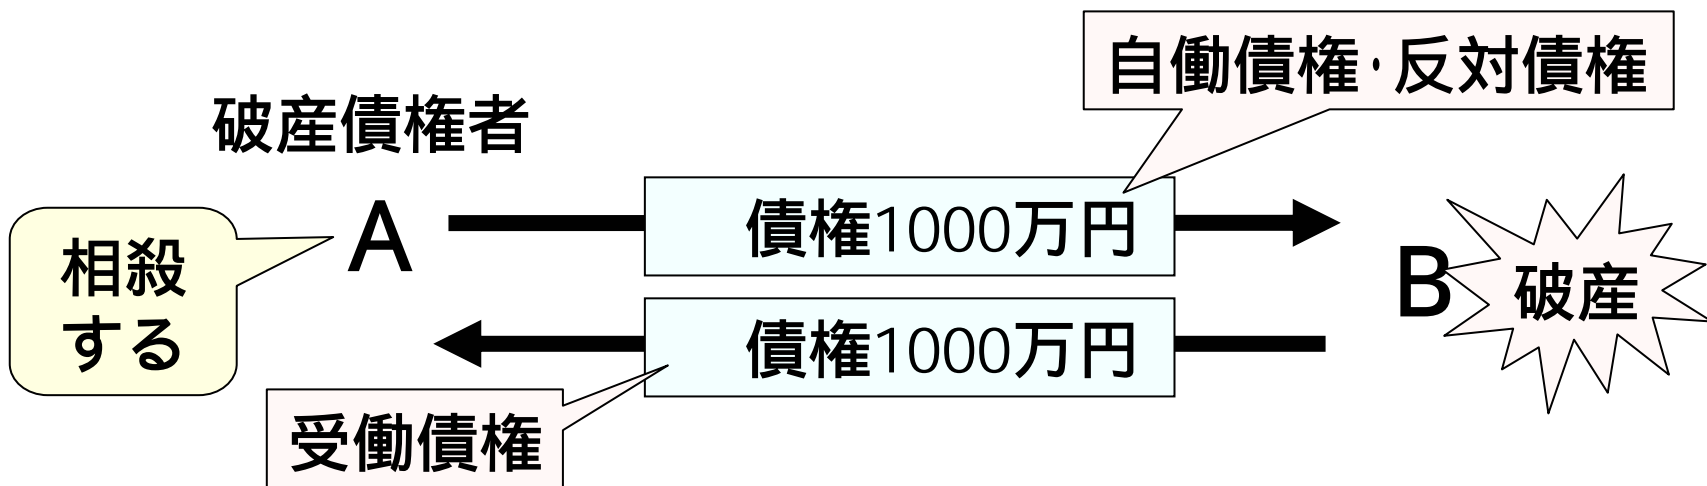 自働債権・反対債権
破産債権者
A
債権1000万円
相殺
する
B
破産
債権1000万円
受働債権